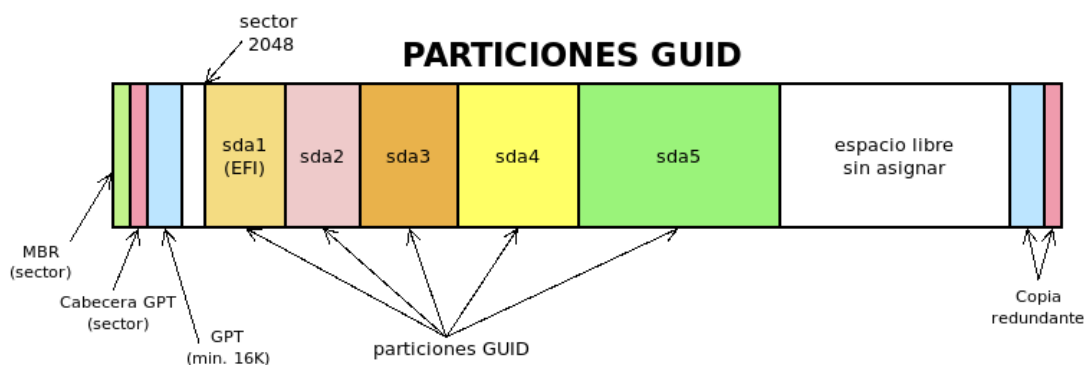 sector
2048
PARTICIONES GUID
sda1
(EFI)
sda2
sda3
sda4
sda5
espacio libre
sin asignar
MBR
(sector)
Cabecera GPT
(sector)
GPT
(min. 16K)
particiones GUID
Copia
redundante